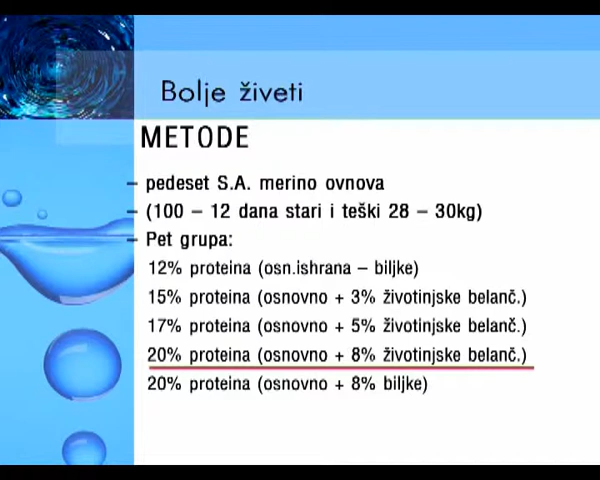 Bolje živeti
METODE
– pedeset S.A. merino ovnova
– (100 – 12 dana stari i teški 28 – 30kg)
– Pet grupa:
12% proteina (osn.ishrana – biljke)
15% proteina (osnovno + 3% životinjske belanč.)
17% proteina (osnovno + 5% životinjske belanč.)
20% proteina (osnovno + 8% životinjske belanč.)
20% proteina (osnovno + 8% biljke)